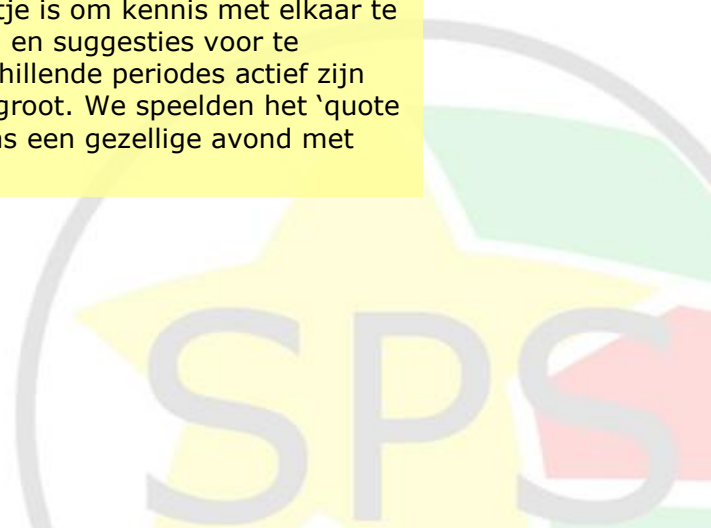 tje is om kennis met elkaar te
en suggesties voor te
hillende periodes actief zijn
groot. We speelden het ‘quote
s een gezellige avond met
SPS